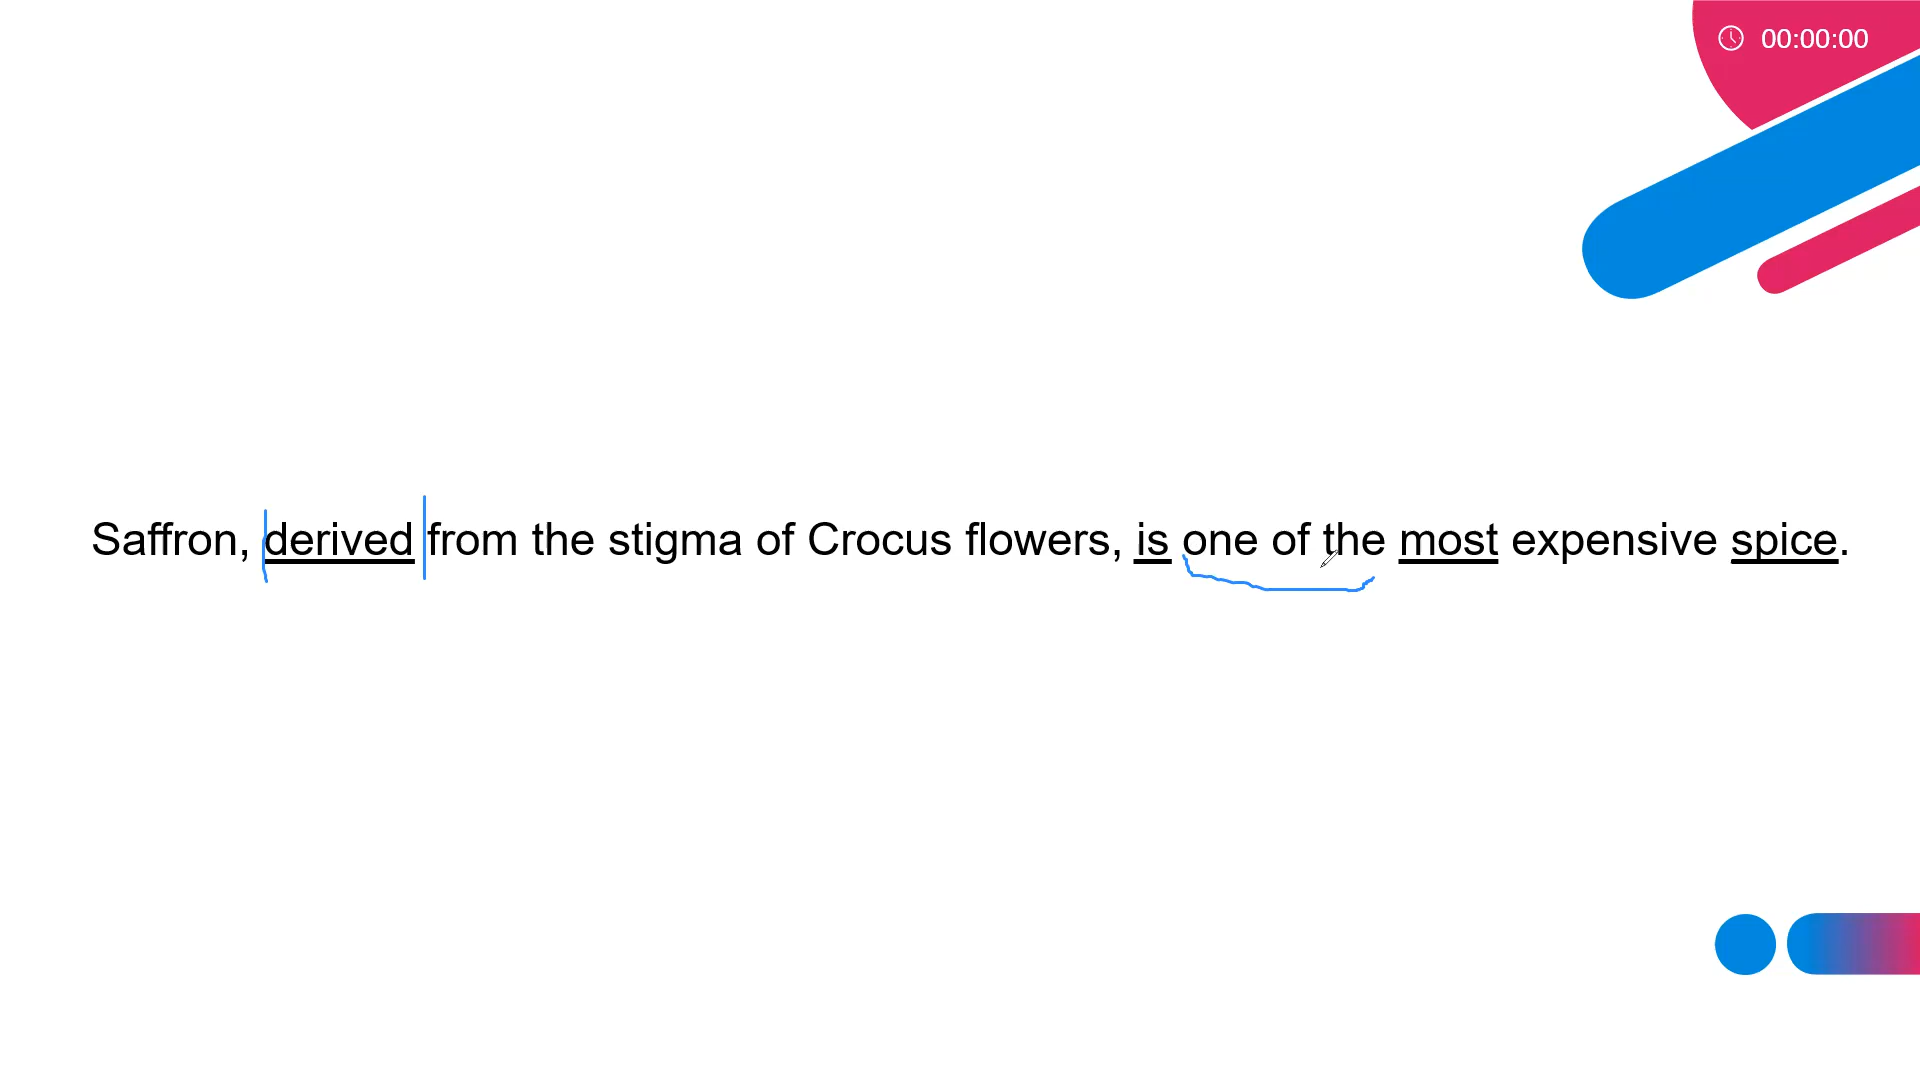 00:00:00
Saffron, derived from the stigma of Crocus flowers, is one of the most expensive spice.